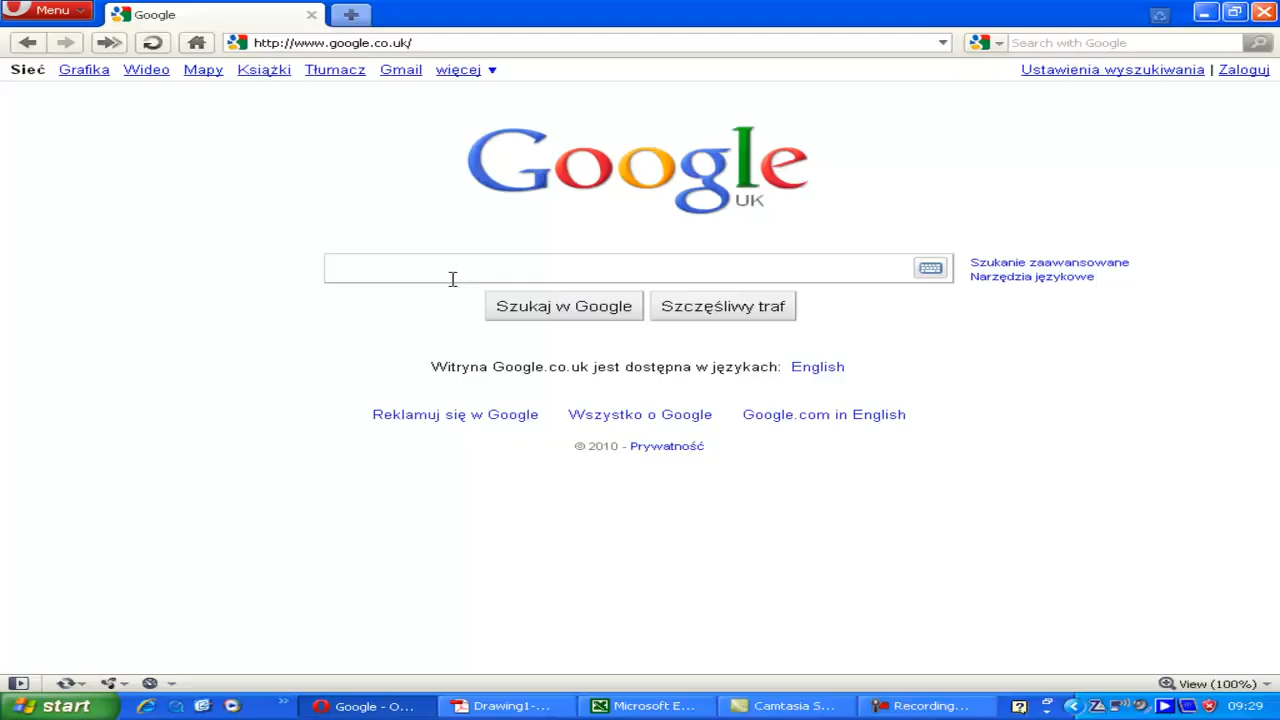 Menu
Google
http://www.google.co.uk/
Search with Google
Sieć Grafika Wideo Mapy Książki Tłumacz Gmail więcej ▼
Ustawienia wyszukiwania | Zaloguj
Google
UK
Szukanie zaawansowane
Narzędzia językowe
Szukaj w Google
Szczęśliwy traf
Witryna Google.co.uk jest dostępna w językach: English
Reklamuj się w Google Wszystko o Google Google.com in English
© 2010 - Prywatność
View (100%)
start
Google - O...
Drawing1-...
Microsoft E...
Camtasia S...
Recording...
09:29